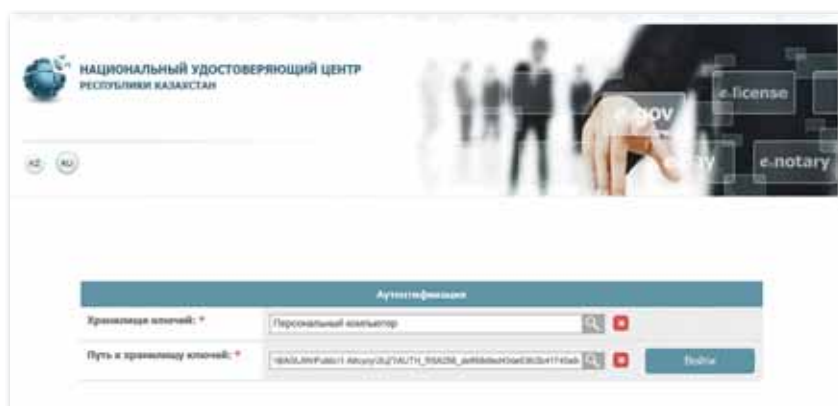 НАЦИОНАЛЬНЫЙ УДОСТОВЕРЯЮЩИЙ ЦЕНТР
РЕСПУБЛИКИ КАЗАХСТАН
KZ RU
e-license
e-gov
e-notary
Аутентификация
Хранилище ключей: *
Персональный компьютер
Путь к хранилищу ключей: *
Войти